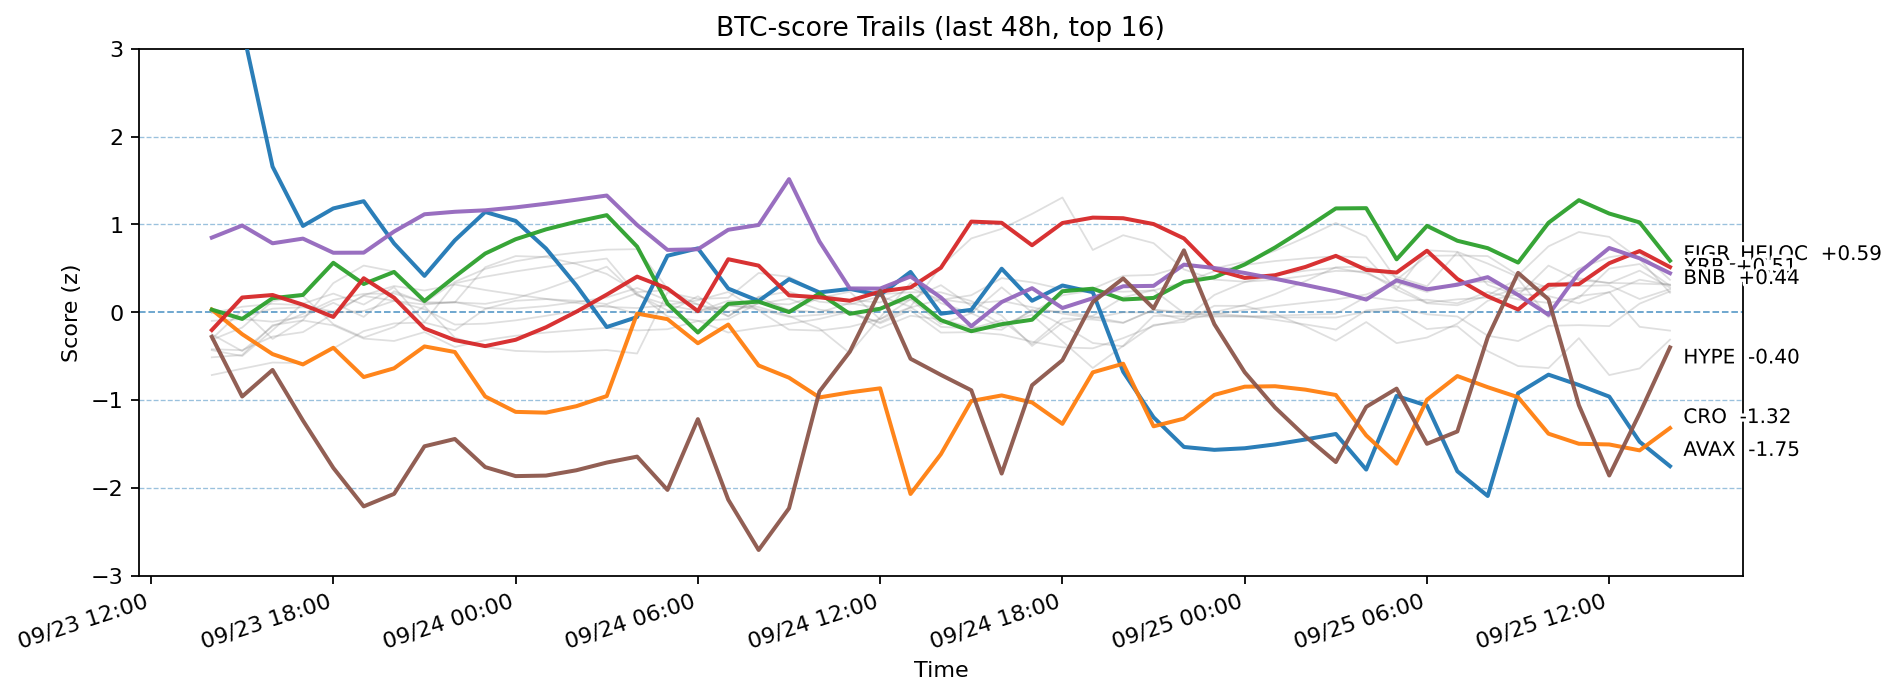 BTC-score Trails (last 48h, top 16)
Score (z)
3
2
1
0
−1
−2
−3
FIGR_HELOC +0.59
XRP +0.51
BNB +0.44
HYPE -0.40
CRO -1.32
AVAX -1.75
09/23 12:00
09/23 18:00
09/24 00:00
09/24 06:00
09/24 12:00
09/24 18:00
09/25 00:00
09/25 06:00
09/25 12:00
Time